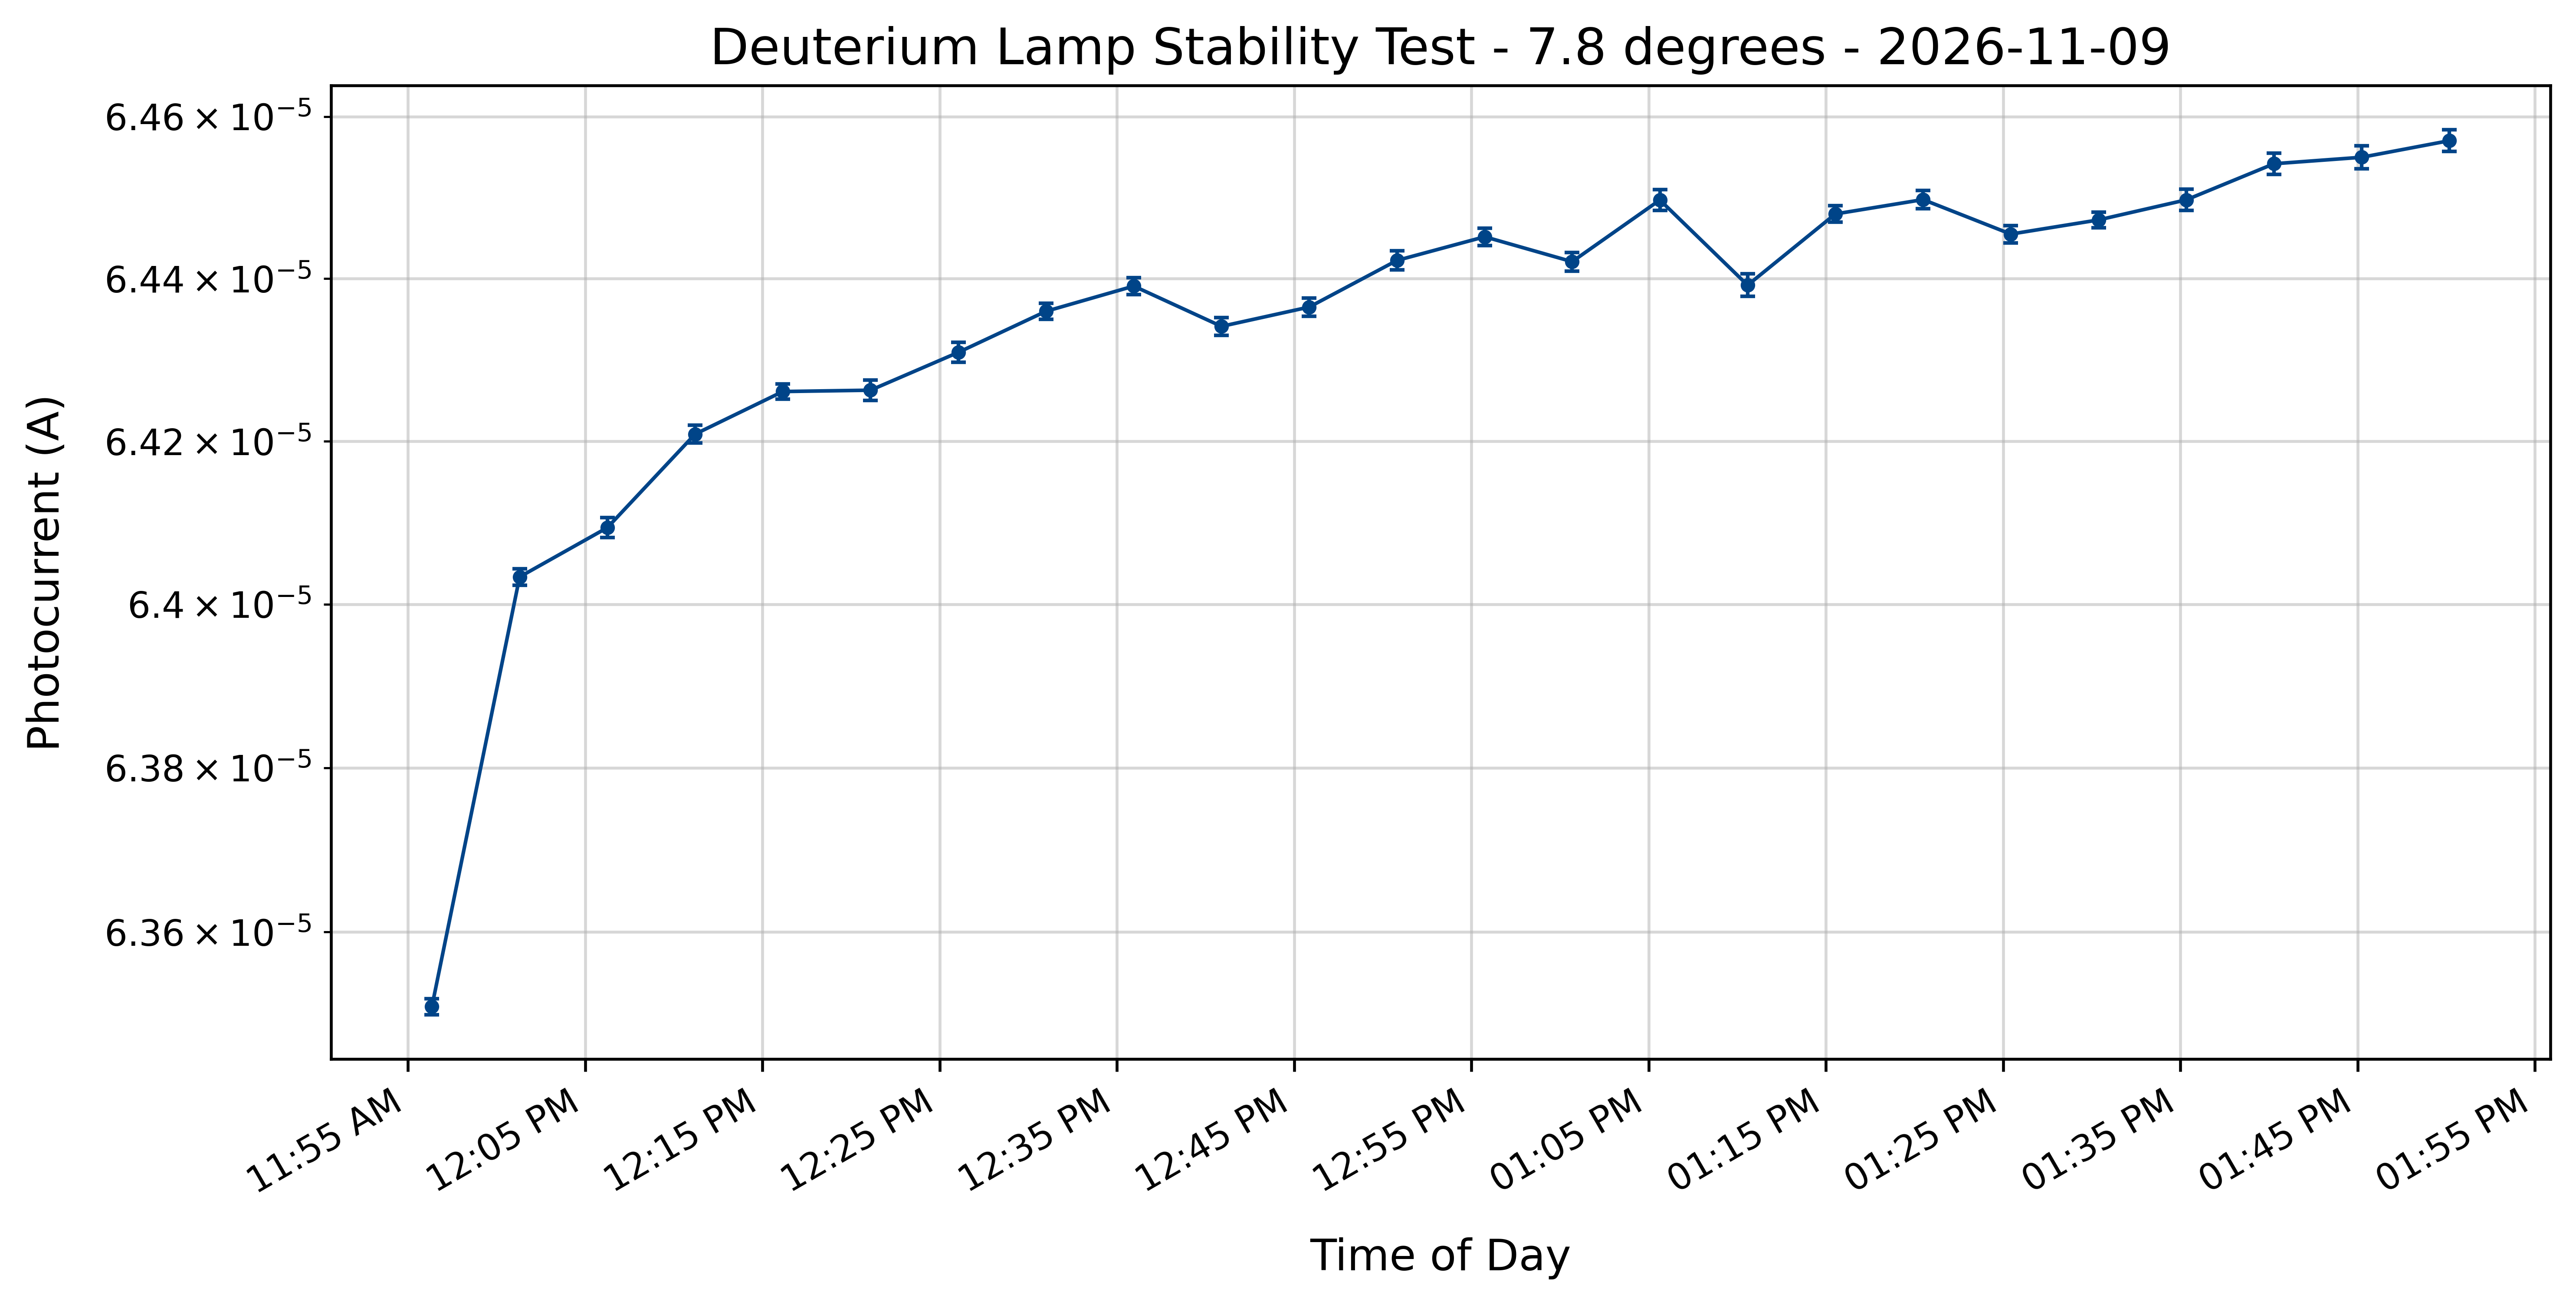 Deuterium Lamp Stability Test - 7.8 degrees - 2026-11-09
6.46 × 10⁻⁵
6.44 × 10⁻⁵
6.42 × 10⁻⁵
6.4 × 10⁻⁵
6.38 × 10⁻⁵
6.36 × 10⁻⁵
Photocurrent (A)
11:55 AM
12:05 PM
12:15 PM
12:25 PM
12:35 PM
12:45 PM
12:55 PM
01:05 PM
01:15 PM
01:25 PM
01:35 PM
01:45 PM
01:55 PM
Time of Day